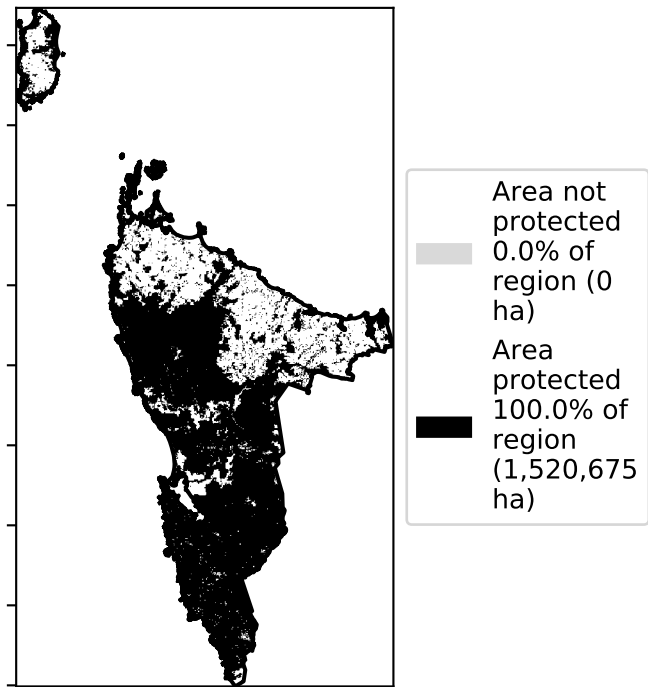 Area not
protected
0.0% of
region (0
ha)
Area
protected
100.0% of
region
(1,520,675
ha)